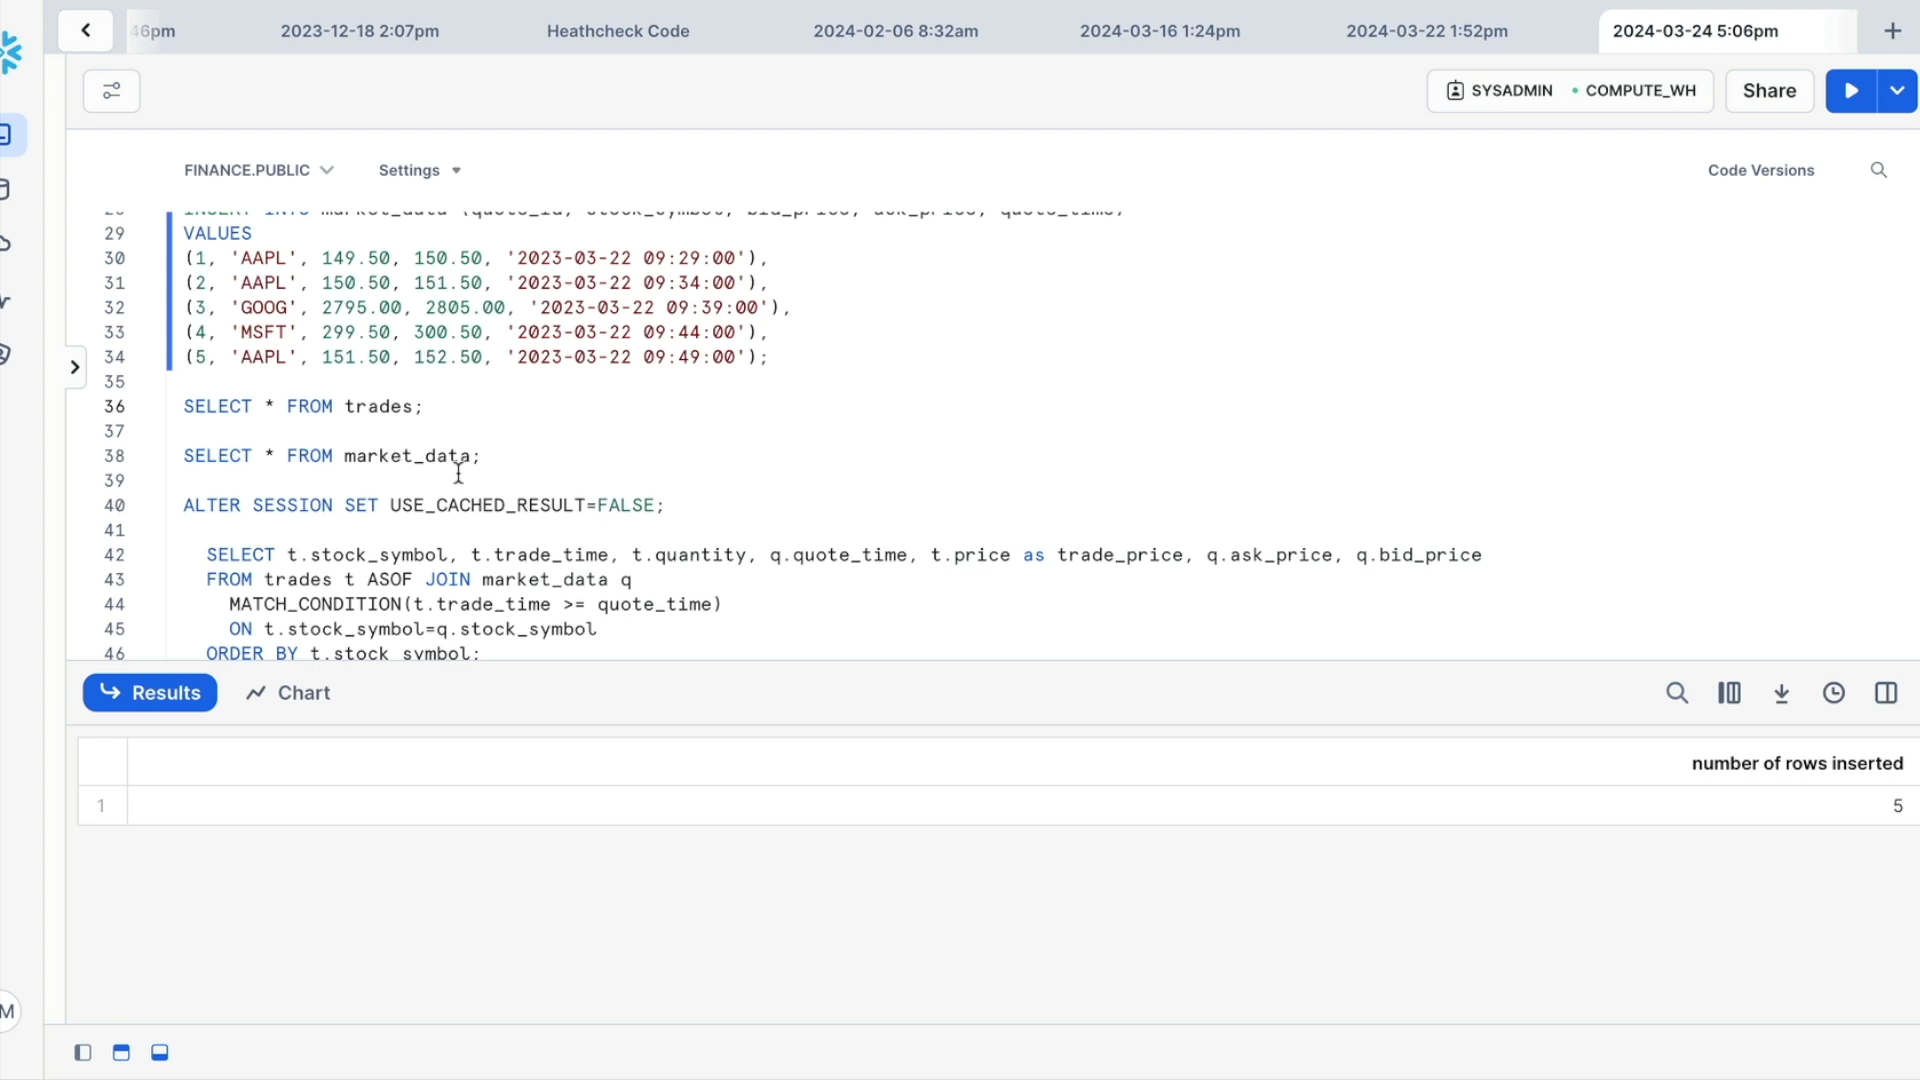 46pm
2023-12-18 2:07pm
Heathcheck Code
2024-02-06 8:32am
2024-03-16 1:24pm
2024-03-22 1:52pm
2024-03-24 5:06pm
SYSADMIN
COMPUTE_WH
Share
FINANCE.PUBLIC
Settings
Code Versions
INSERT INTO market_data (quote_id, stock_symbol, bid_price, ask_price, quote_time)
29 VALUES
30 (1, 'AAPL', 149.50, 150.50, '2023-03-22 09:29:00'),
31 (2, 'AAPL', 150.50, 151.50, '2023-03-22 09:34:00'),
32 (3, 'GOOG', 2795.00, 2805.00, '2023-03-22 09:39:00'),
33 (4, 'MSFT', 299.50, 300.50, '2023-03-22 09:44:00'),
34 (5, 'AAPL', 151.50, 152.50, '2023-03-22 09:49:00');
35
36 SELECT * FROM trades;
37
38 SELECT * FROM market_data;
39
40 ALTER SESSION SET USE_CACHED_RESULT=FALSE;
41
42 SELECT t.stock_symbol, t.trade_time, t.quantity, q.quote_time, t.price as trade_price, q.ask_price, q.bid_price
43 FROM trades t ASOF JOIN market_data q
44 MATCH_CONDITION(t.trade_time >= quote_time)
45 ON t.stock_symbol=q.stock_symbol
46 ORDER BY t.stock_symbol;
Results
Chart
number of rows inserted
1 5
M